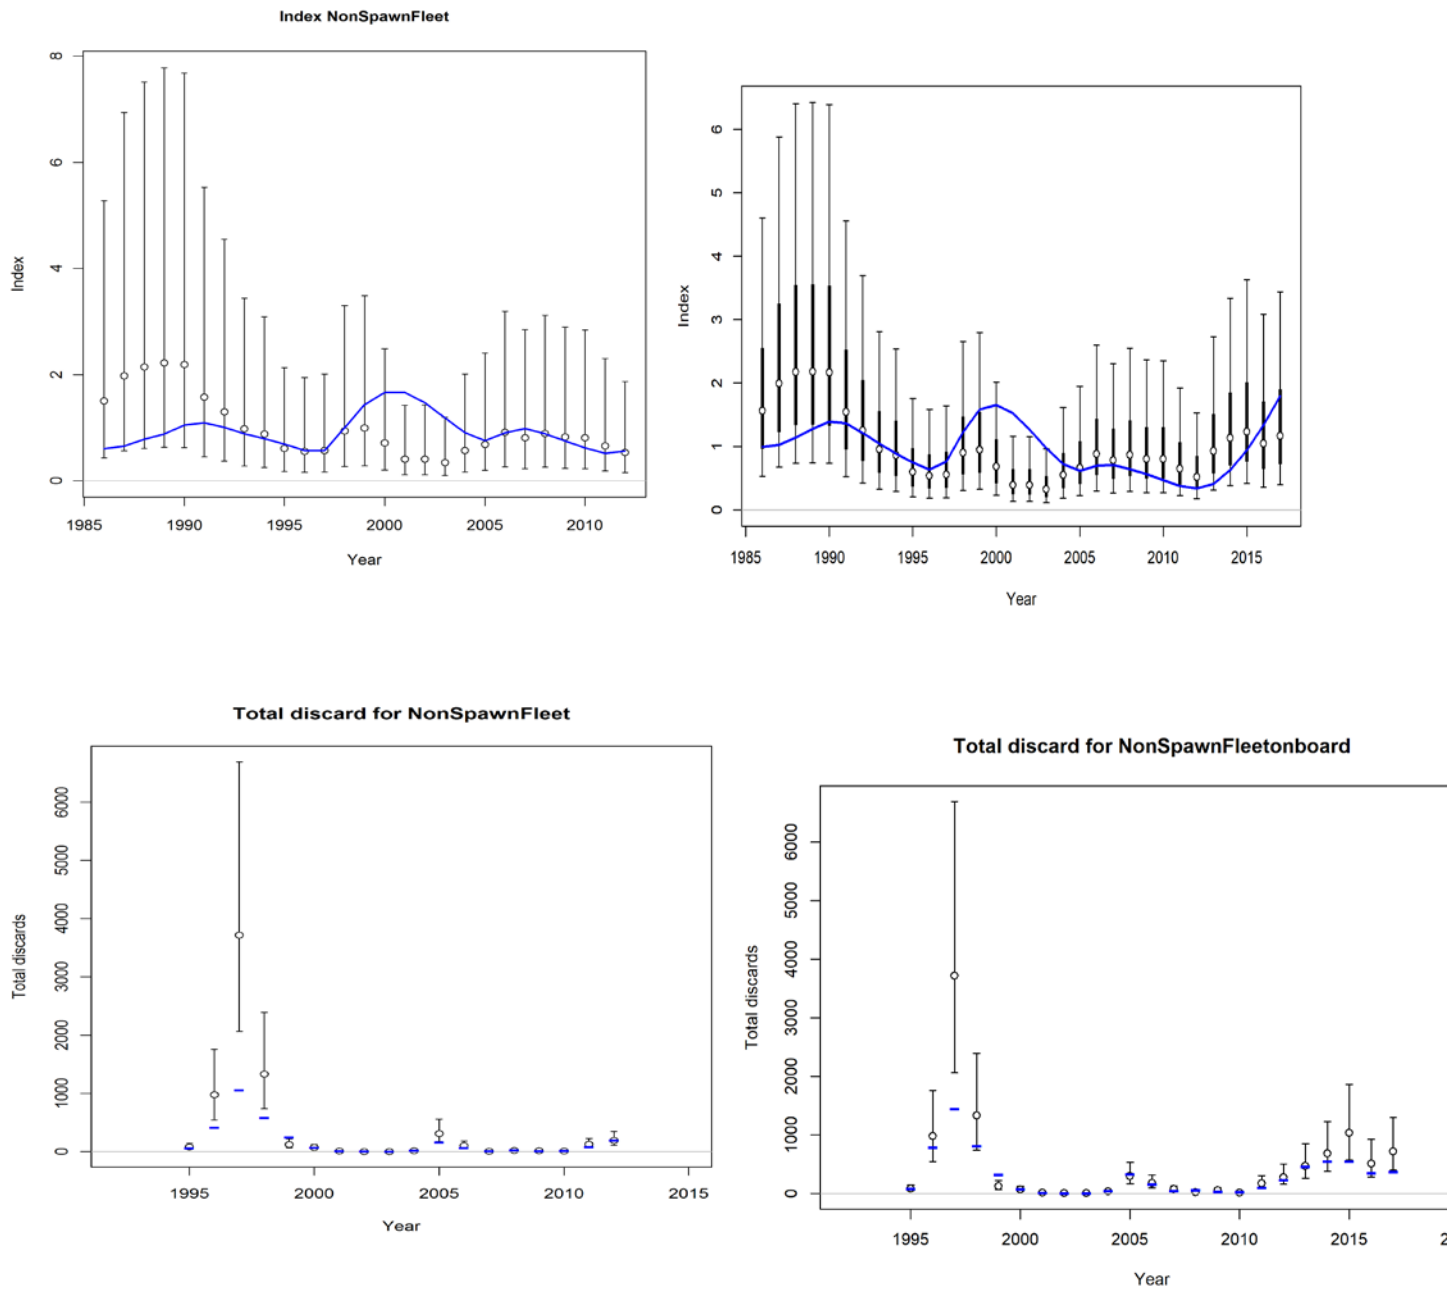 Index NonSpawnFleet
Index
8
6
4
2
0
1985 1990 1995 2000 2005 2010
Year
Index
6
5
4
3
2
1
0
1985 1990 1995 2000 2005 2010 2015
Year
Total discard for NonSpawnFleet
Total discards
6000
5000
4000
3000
2000
1000
0
1995 2000 2005 2010 2015
Year
Total discard for NonSpawnFleetonboard
Total discards
6000
5000
4000
3000
2000
1000
0
1995 2000 2005 2010 2015 2
Year